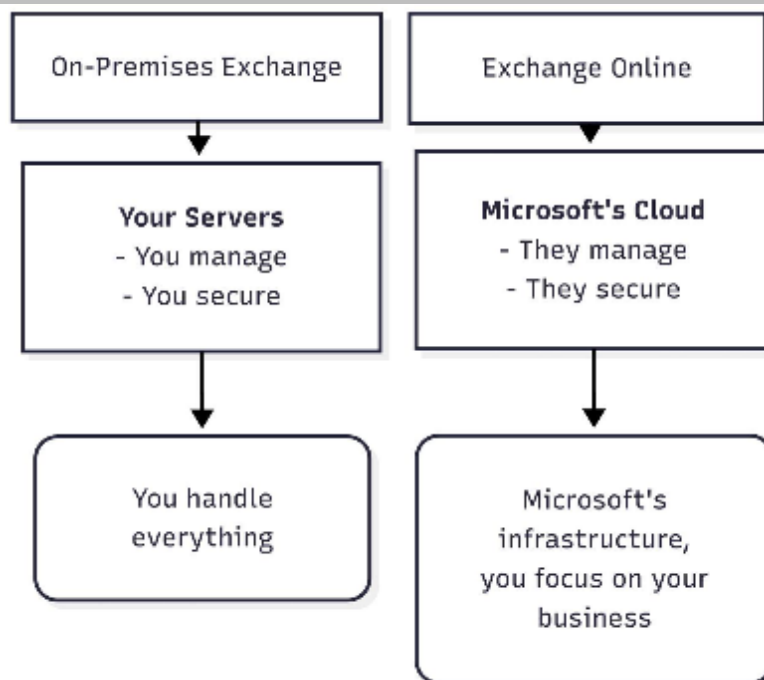 On-Premises Exchange
Your Servers
- You manage
- You secure
You handle
everything
Exchange Online
Microsoft's Cloud
- They manage
- They secure
Microsoft's
infrastructure,
you focus on your
business